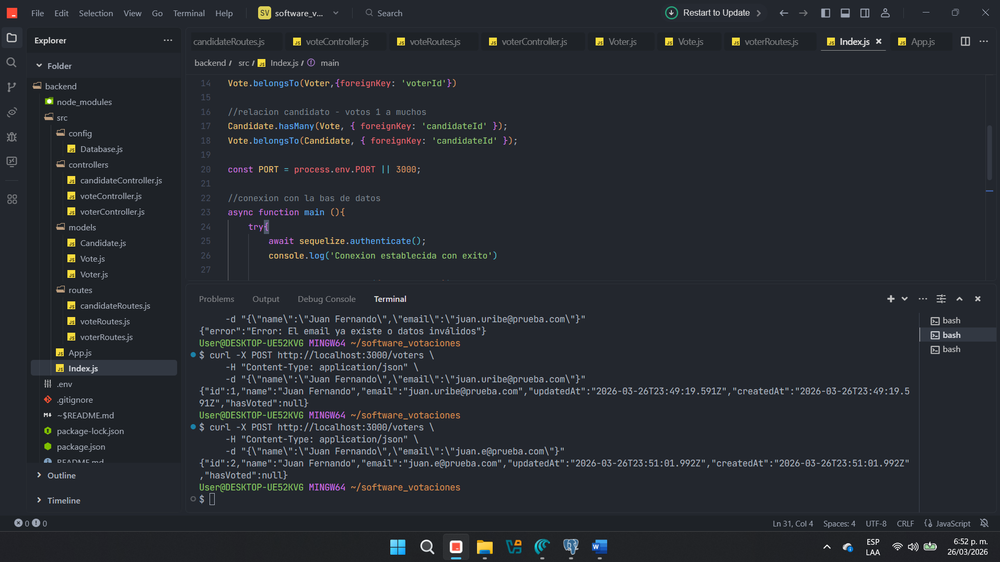 File Edit Selection View Go Terminal Help SV software_v... Search Restart to Update
Explorer
candidateRoutes.js voteController.js voteRoutes.js voterController.js Voter.js Vote.js voterRoutes.js Index.js App.js
backend / src / Index.js / main
Folder
backend
node_modules
src
config
Database.js
controllers
candidateController.js
voteController.js
voterController.js
models
Candidate.js
Vote.js
Voter.js
routes
candidateRoutes.js
voteRoutes.js
voterRoutes.js
App.js
Index.js
.env
.gitignore
~$README.md
package-lock.json
package.json
README.md
Outline
Timeline
14 Vote.belongsTo(Voter,{foreignKey: 'voterId'})
15
16 //relacion candidato - votos 1 a muchos
17 Candidate.hasMany(Vote, { foreignKey: 'candidateId' });
18 Vote.belongsTo(Candidate, { foreignKey: 'candidateId' });
19
20 const PORT = process.env.PORT || 3000;
21
22 //conexion con la bas de datos
23 async function main (){
24 try{
25 await sequelize.authenticate();
26 console.log('Conexion establecida con exito')
27
Problems Output Debug Console Terminal
-d "{\"name\":\"Juan Fernando\",\"email\":\"juan.uribe@prueba.com\"}"
{"error":"Error: El email ya existe o datos inválidos"}
User@DESKTOP-UE52KVG MINGW64 ~/software_votaciones
$ curl -X POST http://localhost:3000/voters \
-H "Content-Type: application/json" \
-d "{\"name\":\"Juan Fernando\",\"email\":\"juan.uribe@prueba.com\"}"
{"id":1,"name":"Juan Fernando","email":"juan.uribe@prueba.com","updatedAt":"2026-03-26T23:49:19.591Z","createdAt":"2026-03-26T23:49:19.5
91Z","hasVoted":null}
User@DESKTOP-UE52KVG MINGW64 ~/software_votaciones
$ curl -X POST http://localhost:3000/voters \
-H "Content-Type: application/json" \
-d "{\"name\":\"Juan Fernando\",\"email\":\"juan.e@prueba.com\"}"
{"id":2,"name":"Juan Fernando","email":"juan.e@prueba.com","updatedAt":"2026-03-26T23:51:01.992Z","createdAt":"2026-03-26T23:51:01.992Z"
,"hasVoted":null}
User@DESKTOP-UE52KVG MINGW64 ~/software_votaciones
$
bash
bash
bash
0 0 Ln 31, Col 4 Spaces: 4 UTF-8 CRLF JavaScript
ESP
LAA
6:52 p. m.
26/03/2026